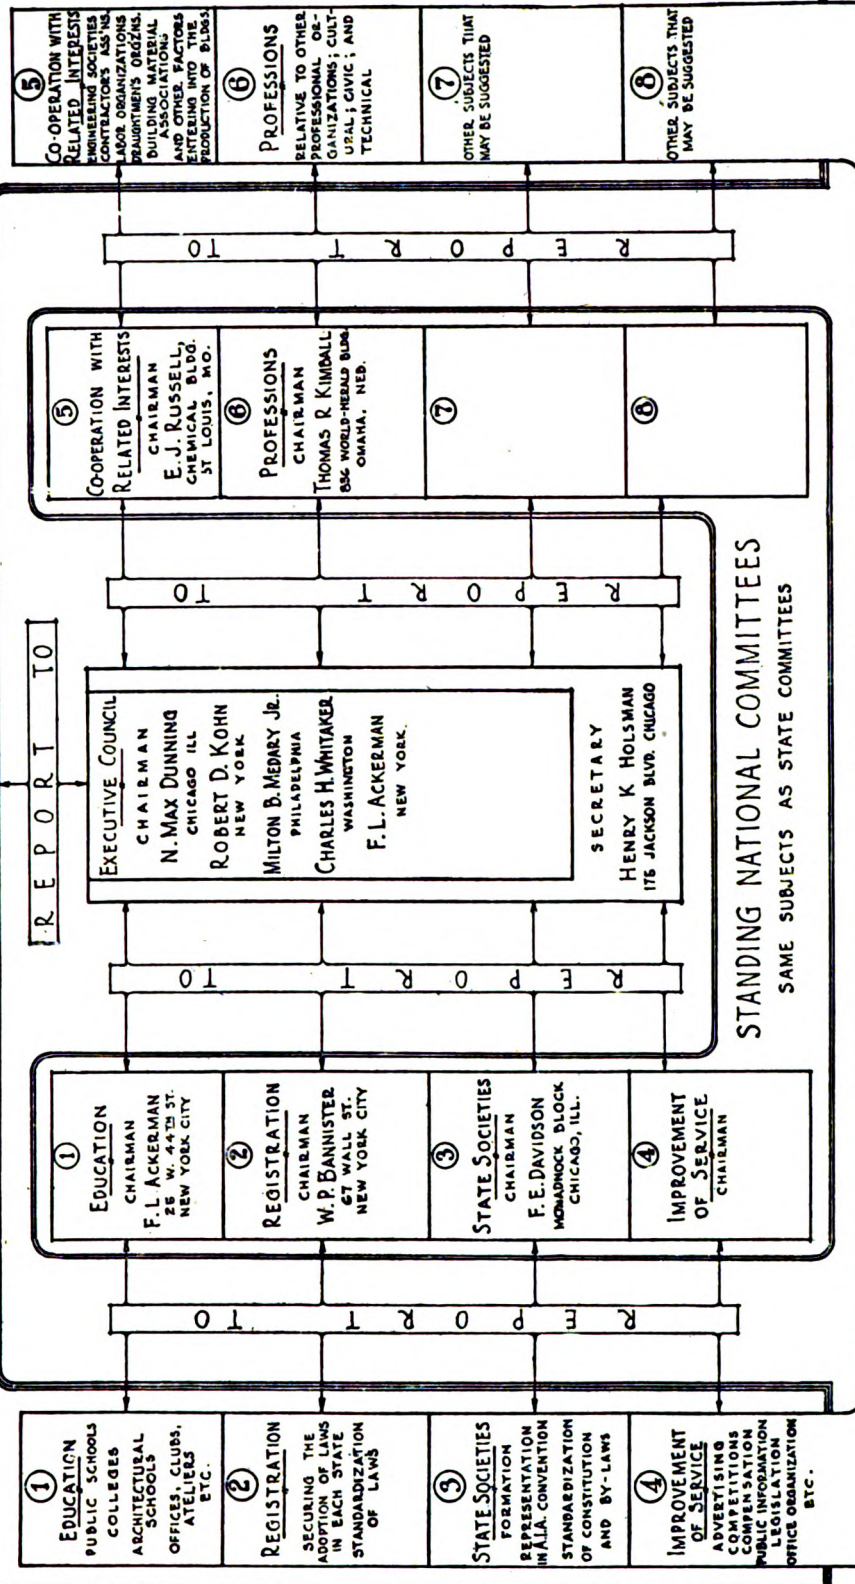 REPORT TO
① 
EDUCATION
PUBLIC SCHOOLS
COLLEGES
ARCHITECTURAL
SCHOOLS
OFFICES, CLUBS,
ATELIERS
ETC.
②
REGISTRATION
SECURING THE
ADOPTION OF LAWS
IN EACH STATE
STANDARDIZATION
OF LAWS
③
STATE SOCIETIES
FORMATION
REPRESENTATION
IN A.I.A. CONVENTION
STANDARDIZATION
OF CONSTITUTION
AND BY-LAWS
④
IMPROVEMENT
OF SERVICE
ADVERTISING
COMPETITIONS
COMPENSATION
PUBLIC INFORMATION
LEGISLATION
OFFICE ORGANIZATION
ETC.
REPORT TO
①
EDUCATION
CHAIRMAN
F. L. ACKERMAN
25 W. 44TH ST.
NEW YORK CITY
②
REGISTRATION
CHAIRMAN
W. P. BANNISTER
67 WALL ST.
NEW YORK CITY
③
STATE SOCIETIES
CHAIRMAN
F. E. DAVIDSON
MONADNOCK BLOCK
CHICAGO, ILL.
④
IMPROVEMENT
OF SERVICE
CHAIRMAN
REPORT TO
EXECUTIVE COUNCIL
CHAIRMAN
N. MAX DUNNING
CHICAGO ILL
ROBERT D. KOHN
NEW YORK
MILTON B. MEDARY JR.
PHILADELPHIA
CHARLES H. WHITAKER
WASHINGTON
F. L. ACKERMAN
NEW YORK.
SECRETARY
HENRY K HOLSMAN
175 JACKSON BLVD. CHICAGO
REPORT TO
⑤
CO-OPERATION WITH
RELATED INTERESTS
CHAIRMAN
E. J. RUSSELL,
CHEMICAL BLDG.
ST LOUIS, MO.
⑥
PROFESSIONS
CHAIRMAN
THOMAS R KIMBALL
836 WORLD-HERALD BLDG.
OMAHA, NEB.
⑦
⑧
REPORT TO
⑤
CO-OPERATION WITH
RELATED INTERESTS
ENGINEERING SOCIETIES
CONTRACTOR'S ASS'NS.
LABOR ORGANIZATIONS
DRAUGHTMEN'S ORGZNS.
BUILDING MATERIAL
ASSOCIATIONS
AND OTHER FACTORS
ENTERING INTO THE
PRODUCTION OF BLDGS.
⑥
PROFESSIONS
RELATIVE TO OTHER
PROFESSIONAL OR-
GANIZATIONS; CULT-
URAL; CIVIC; AND
TECHNICAL
⑦
OTHER SUBJECTS THAT
MAY BE SUGGESTED
⑧
OTHER SUBJECTS THAT
MAY BE SUGGESTED
STANDING NATIONAL COMMITTEES
SAME SUBJECTS AS STATE COMMITTEES